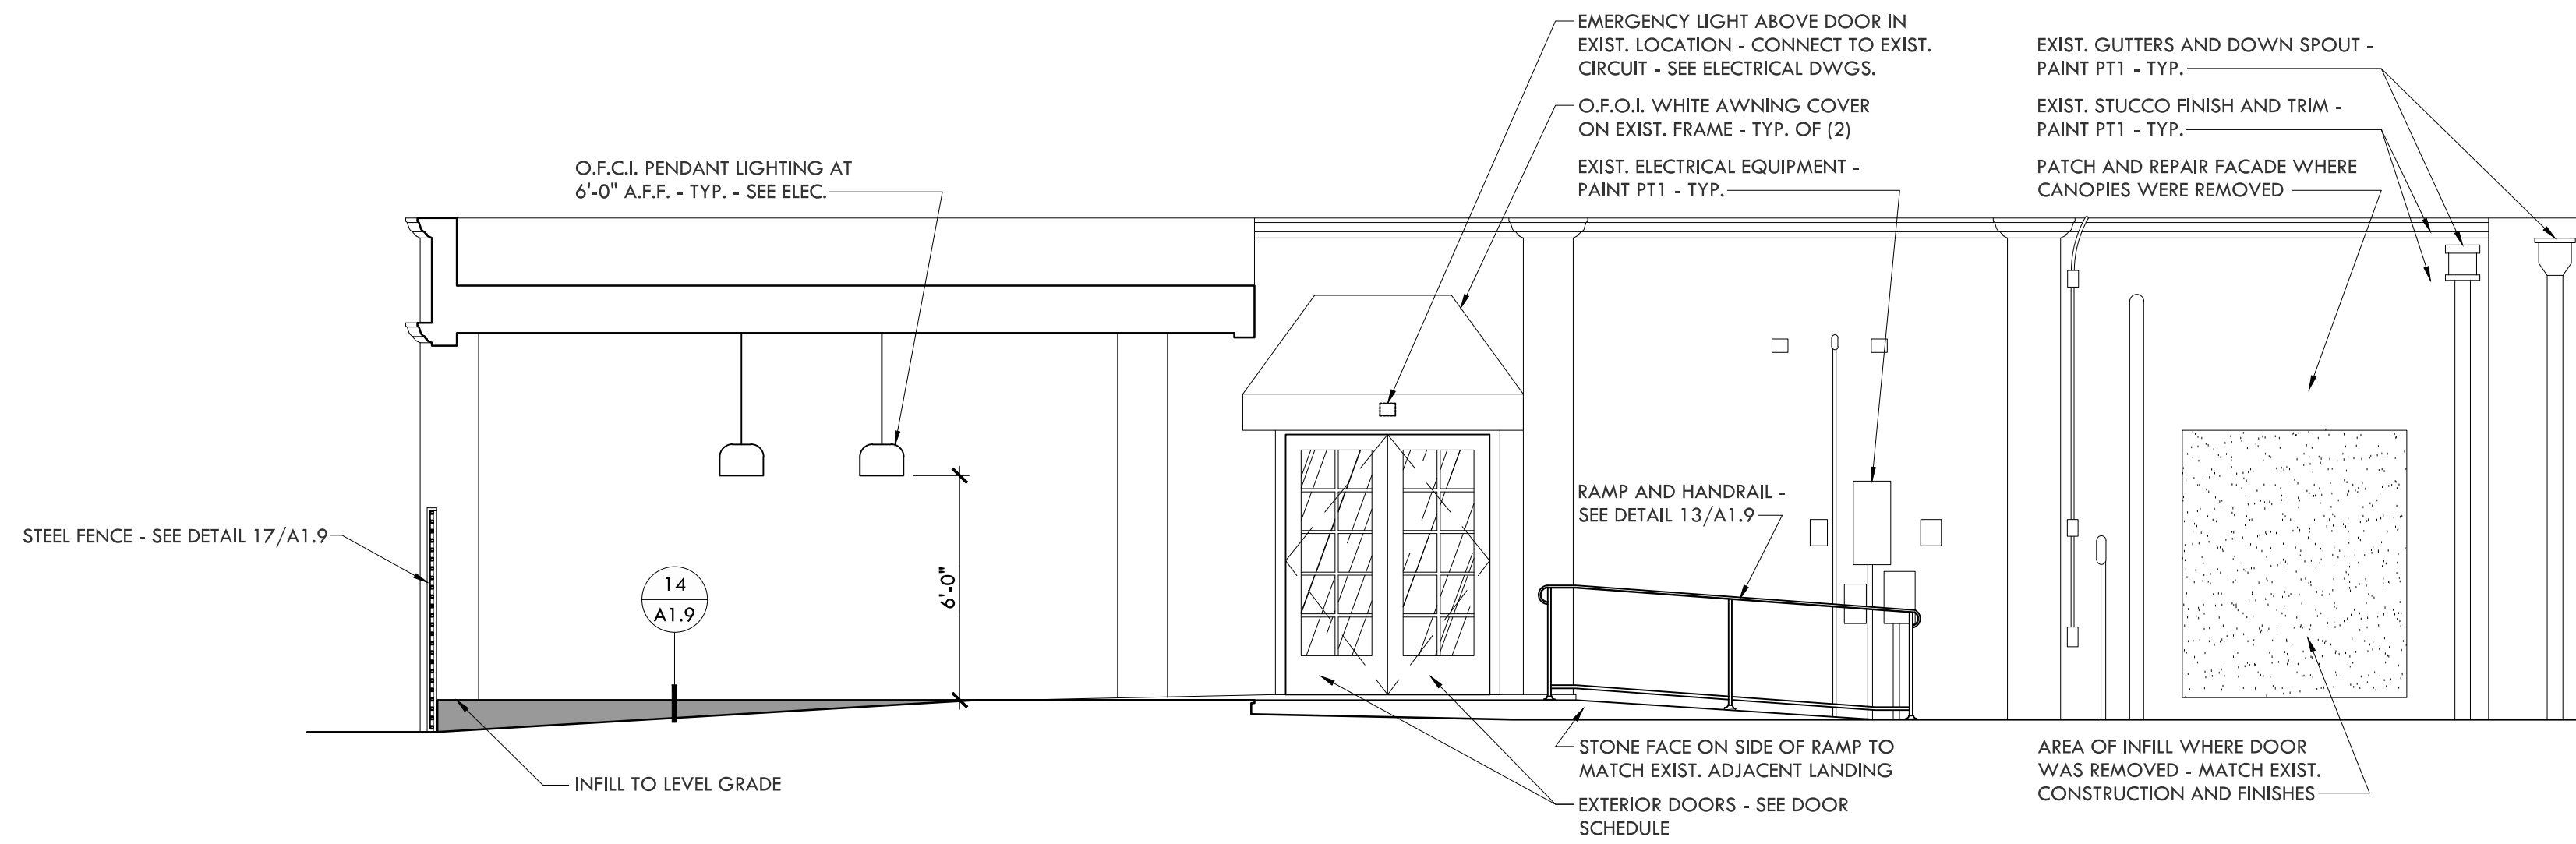 EMERGENCY LIGHT ABOVE DOOR IN
EXIST. LOCATION - CONNECT TO EXIST.
CIRCUIT - SEE ELECTRICAL DWGS.
O.F.O.I. WHITE AWNING COVER
ON EXIST. FRAME - TYP. OF (2)
EXIST. ELECTRICAL EQUIPMENT -
PAINT PT1 - TYP.
EXIST. GUTTERS AND DOWN SPOUT -
PAINT PT1 - TYP.
EXIST. STUCCO FINISH AND TRIM -
PAINT PT1 - TYP.
PATCH AND REPAIR FACADE WHERE
CANOPIES WERE REMOVED
O.F.C.I. PENDANT LIGHTING AT
6'-0" A.F.F. - TYP. - SEE ELEC.
STEEL FENCE - SEE DETAIL 17/A1.9
14
A1.9
6'-0"
RAMP AND HANDRAIL -
SEE DETAIL 13/A1.9
INFILL TO LEVEL GRADE
STONE FACE ON SIDE OF RAMP TO
MATCH EXIST. ADJACENT LANDING
EXTERIOR DOORS - SEE DOOR
SCHEDULE
AREA OF INFILL WHERE DOOR
WAS REMOVED - MATCH EXIST.
CONSTRUCTION AND FINISHES